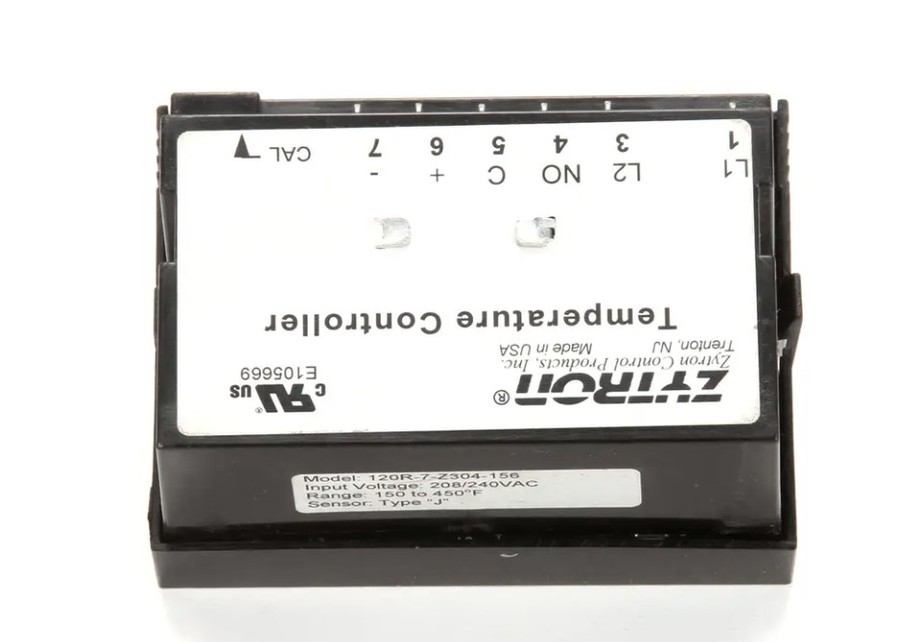 ZYTRON®
Zytron Control Products, Inc.
Trenton, NJ Made in USA
C UL US ®
E105669
Temperature Controller
L1 L2 NO C + -
1 3 4 5 6 7 CAL
Model: 120R-7-Z304-156
Input Voltage: 208/240VAC
Range: 150 to 450°F
Sensor: Type "J"